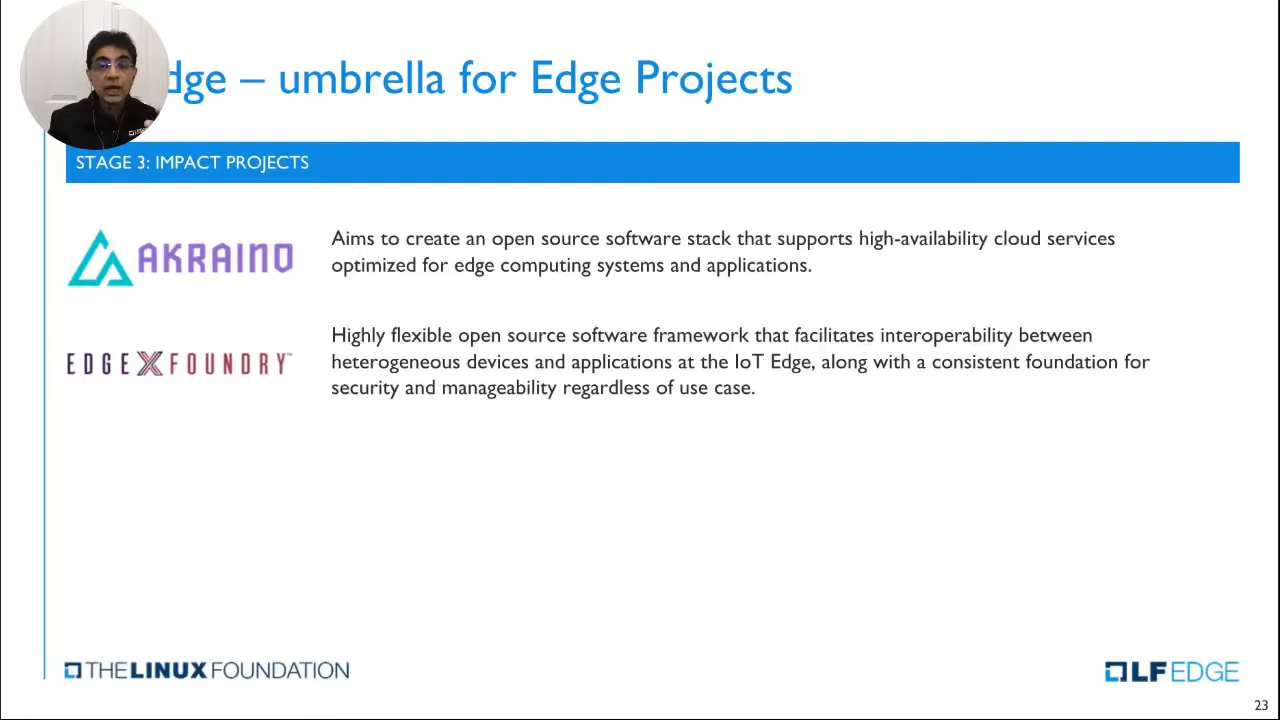 dge – umbrella for Edge Projects
STAGE 3: IMPACT PROJECTS
AKRAINO
Aims to create an open source software stack that supports high-availability cloud services
optimized for edge computing systems and applications.
EDGE X FOUNDRY™
Highly flexible open source software framework that facilitates interoperability between
heterogeneous devices and applications at the IoT Edge, along with a consistent foundation for
security and manageability regardless of use case.
THE LINUX FOUNDATION
LF EDGE
23